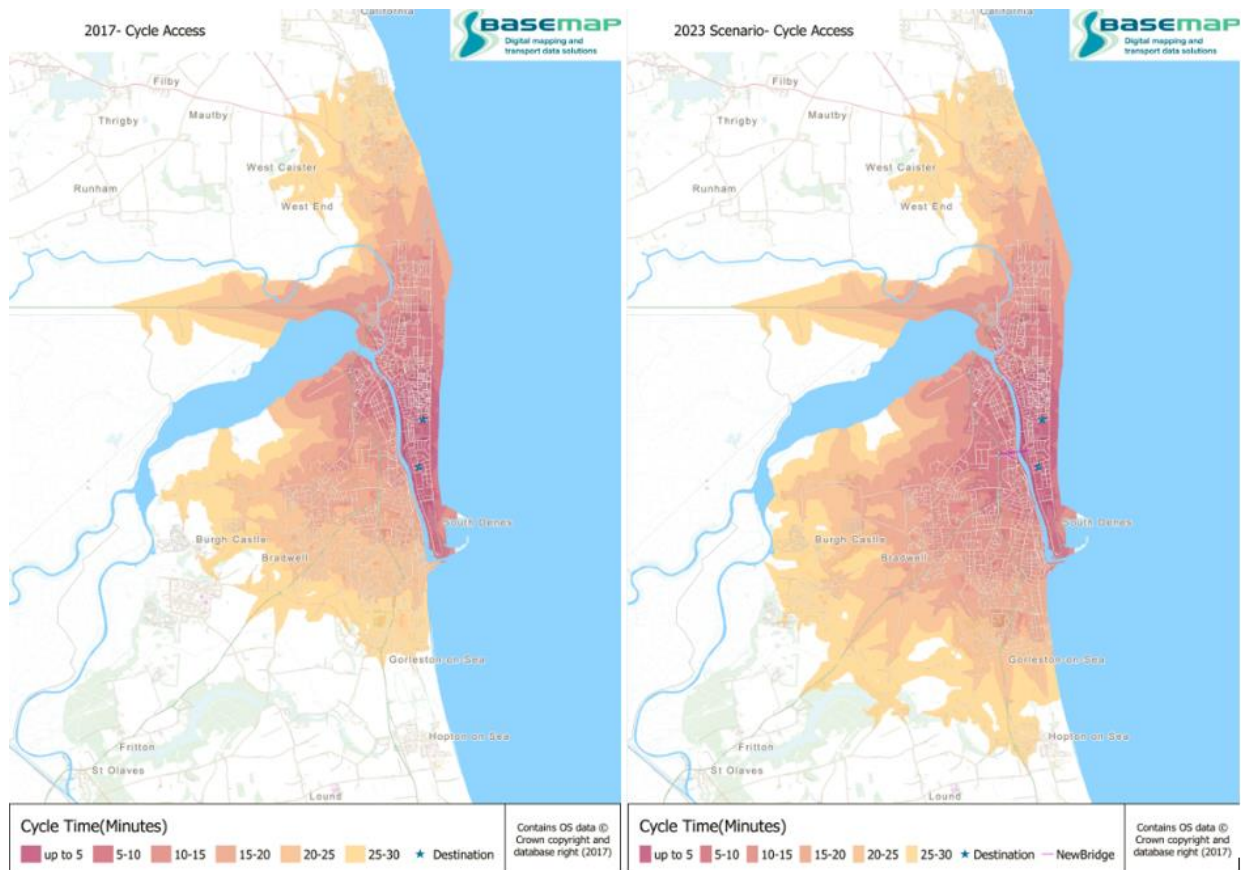 2017- Cycle Access
BASEMAP
Digital mapping and
transport data solutions
California
Filby
Thrigby
Mautby
West Caister
Runham
West End
South Denes
Burgh Castle
Bradwell
Gorleston on Sea
Hopton on Sea
Fritton
St Olaves
Lound
Cycle Time(Minutes)
up to 5 5-10 10-15 15-20 20-25 25-30 Destination
Contains OS data ©
Crown copyright and
database right (2017)
2023 Scenario- Cycle Access
BASEMAP
Digital mapping and
transport data solutions
California
Filby
Thrigby
Mautby
West Caister
Runham
West End
South Denes
Burgh Castle
Bradwell
Gorleston on Sea
Hopton on Sea
Fritton
St Olaves
Lound
Cycle Time(Minutes)
up to 5 5-10 10-15 15-20 20-25 25-30 Destination NewBridge
Contains OS data ©
Crown copyright and
database right (2017)